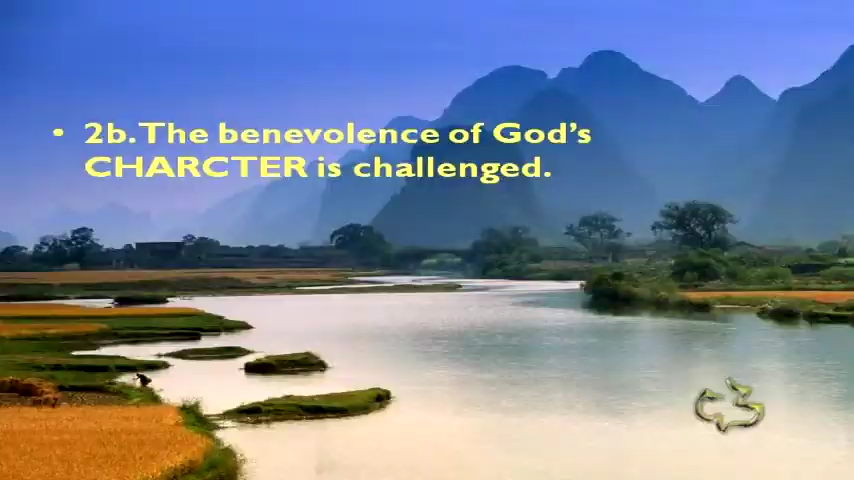 • 2b. The benevolence of God's
CHARCTER is challenged.